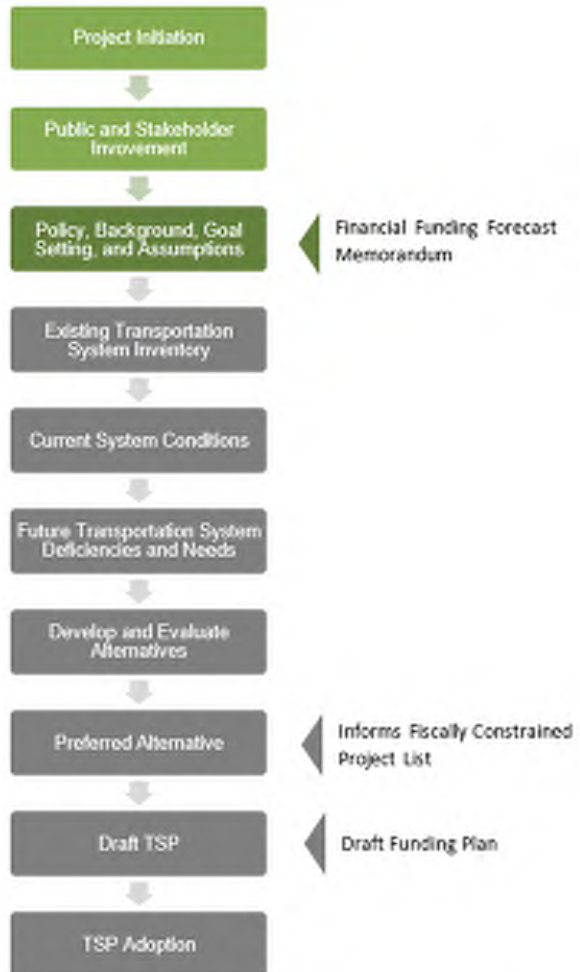 Project Initiation
Public and Stakeholder
Invovement
Policy, Background, Goal
Setting, and Assumptions
Financial Funding Forecast
Memorandum
Existing Transportation
System Inventory
Current System Conditions
Future Transportation System
Deficiencies and Needs
Develop and Evaluate
Alternatives
Preferred Alternative
Informs Fiscally Constrained
Project List
Draft TSP
Draft Funding Plan
TSP Adoption